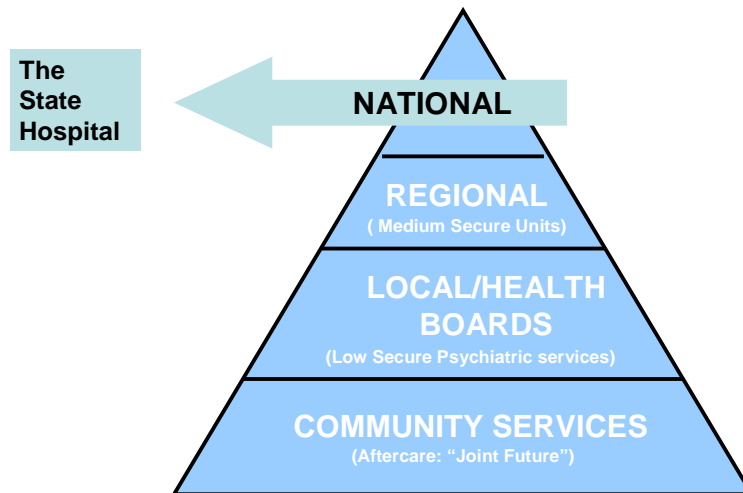 The
State
Hospital
NATIONAL
REGIONAL
( Medium Secure Units)
LOCAL/HEALTH
BOARDS
(Low Secure Psychiatric services)
COMMUNITY SERVICES
(Aftercare: “Joint Future”)